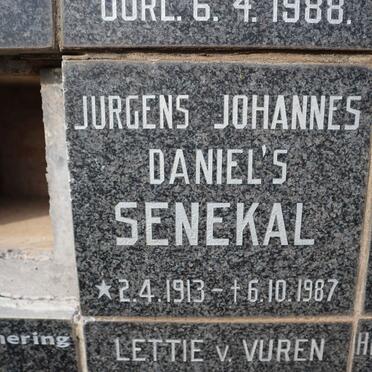 OORL. 6. 4. 1988.
JURGENS JOHANNES
DANIEL'S
SENEKAL
★2.4.1913 - †6.10.1987
LETTIE v. VUREN